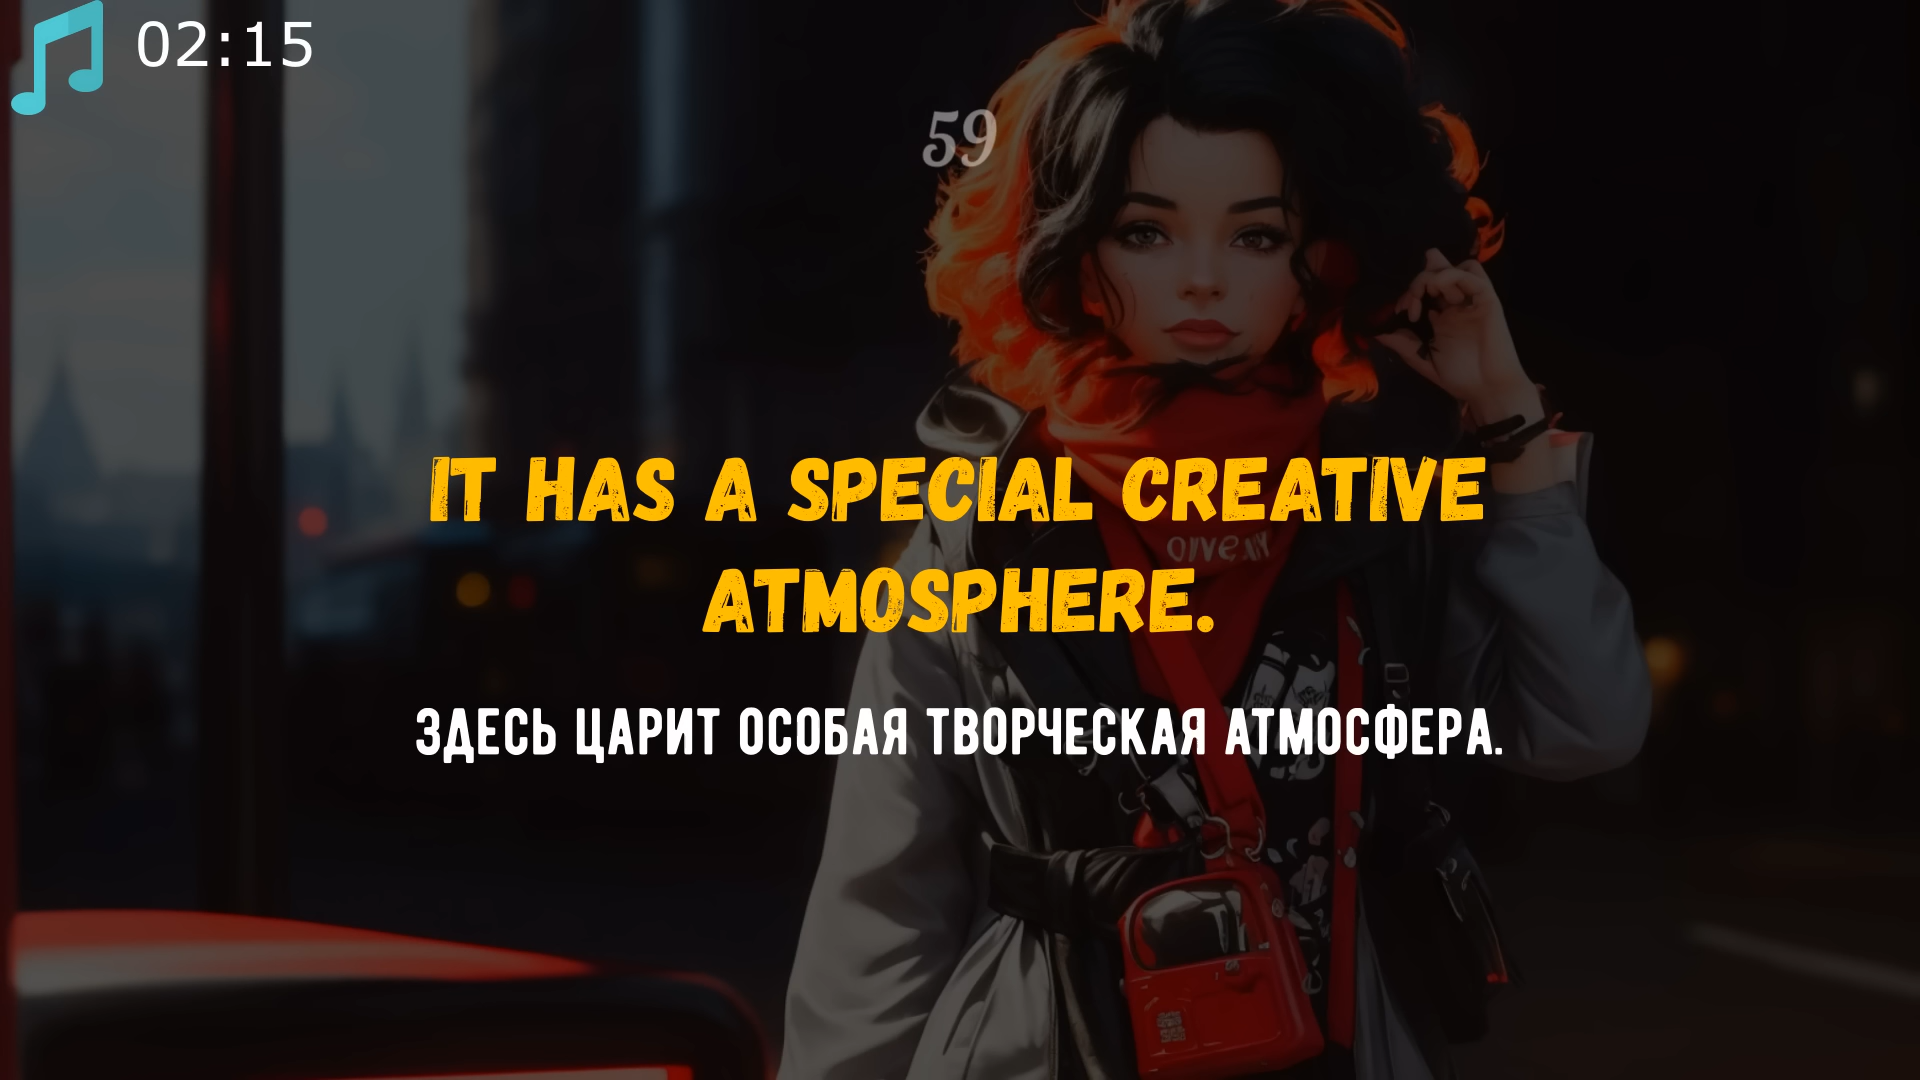 02:15
59
IT HAS A SPECIAL CREATIVE
ATMOSPHERE.
ЗДЕСЬ ЦАРИТ ОСОБАЯ ТВОРЧЕСКАЯ АТМОСФЕРА.